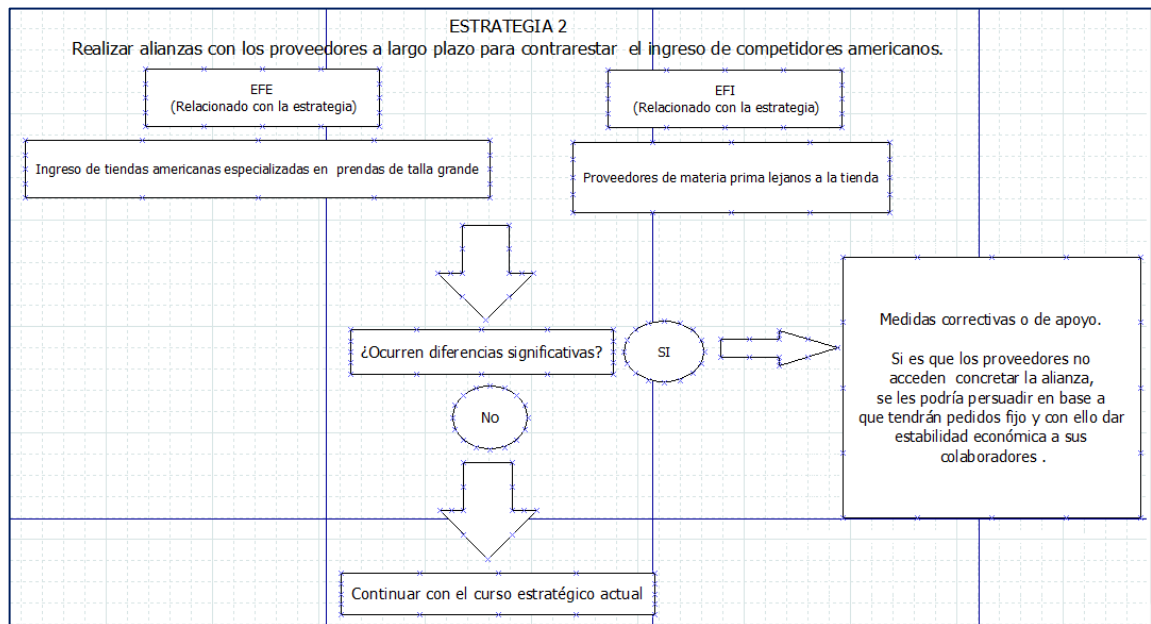 ESTRATEGIA 2
Realizar alianzas con los proveedores a largo plazo para contrarestar el ingreso de competidores americanos.
EFE
(Relacionado con la estrategia)
EFI
(Relacionado con la estrategia)
Ingreso de tiendas americanas especializadas en prendas de talla grande
Proveedores de materia prima lejanos a la tienda
¿Ocurren diferencias significativas?
SI
Medidas correctivas o de apoyo.
Si es que los proveedores no
acceden concretar la alianza,
se les podría persuadir en base a
que tendrán pedidos fijo y con ello dar
estabilidad económica a sus
colaboradores .
No
Continuar con el curso estratégico actual